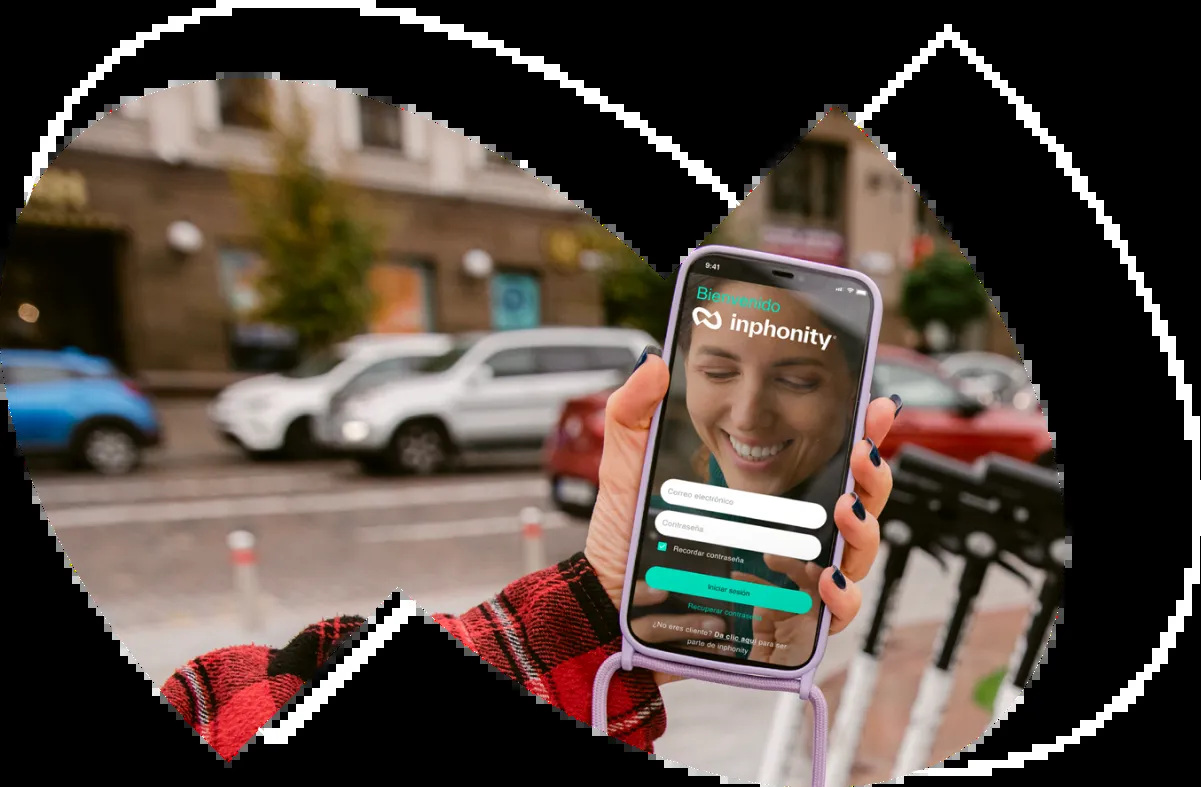 9:41
Bienvenido
inphonity
Correo electrónico
Contraseña
Recordar contraseña
Iniciar sesión
Recuperar contraseña
¿No eres cliente? Da clic aquí para ser
parte de inphonity